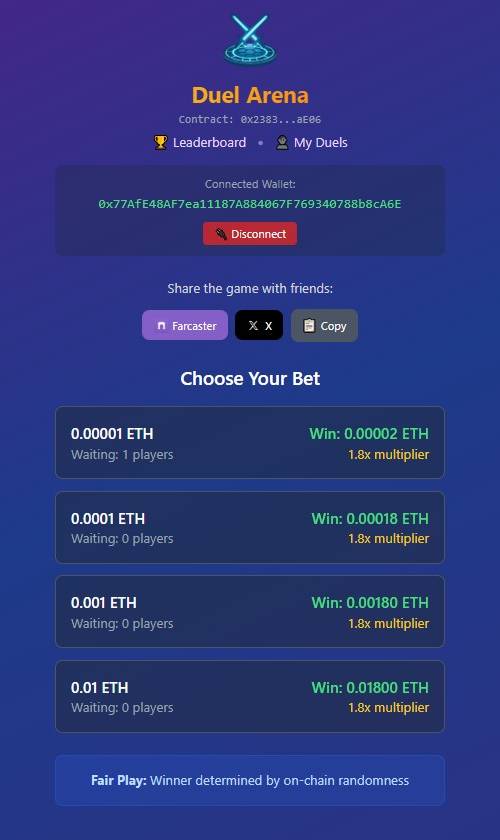 Duel Arena
Contract: 0x2383...aE06
🏆 Leaderboard • 👤 My Duels
Connected Wallet:
0x77AfE48AF7ea11187A884067F769340788b8cA6E
Disconnect
Share the game with friends:
Farcaster 𝕏 X 📋 Copy
Choose Your Bet
0.00001 ETH Win: 0.00002 ETH
Waiting: 1 players 1.8x multiplier
0.0001 ETH Win: 0.00018 ETH
Waiting: 0 players 1.8x multiplier
0.001 ETH Win: 0.00180 ETH
Waiting: 0 players 1.8x multiplier
0.01 ETH Win: 0.01800 ETH
Waiting: 0 players 1.8x multiplier
Fair Play: Winner determined by on-chain randomness